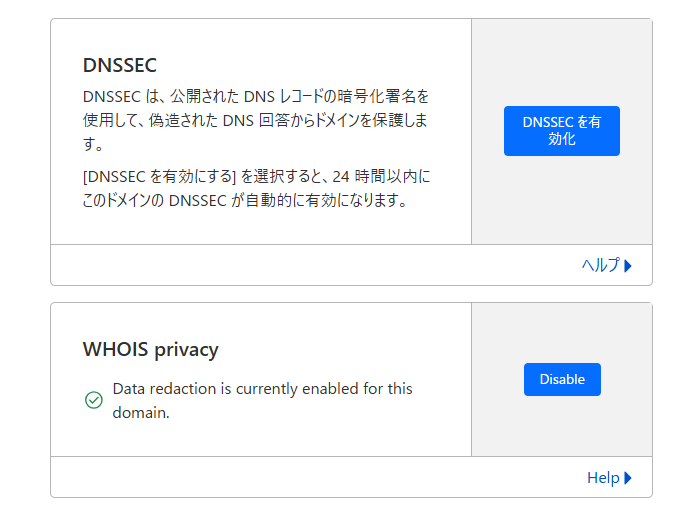 DNSSEC
DNSSEC は、公開された DNS レコードの暗号化署名を
使用して、偽造された DNS 回答からドメインを保護しま
す。
[DNSSEC を有効にする] を選択すると、24 時間以内に
このドメインの DNSSEC が自動的に有効になります。
DNSSEC を有
効化
ヘルプ
WHOIS privacy
Data redaction is currently enabled for this
domain.
Disable
Help